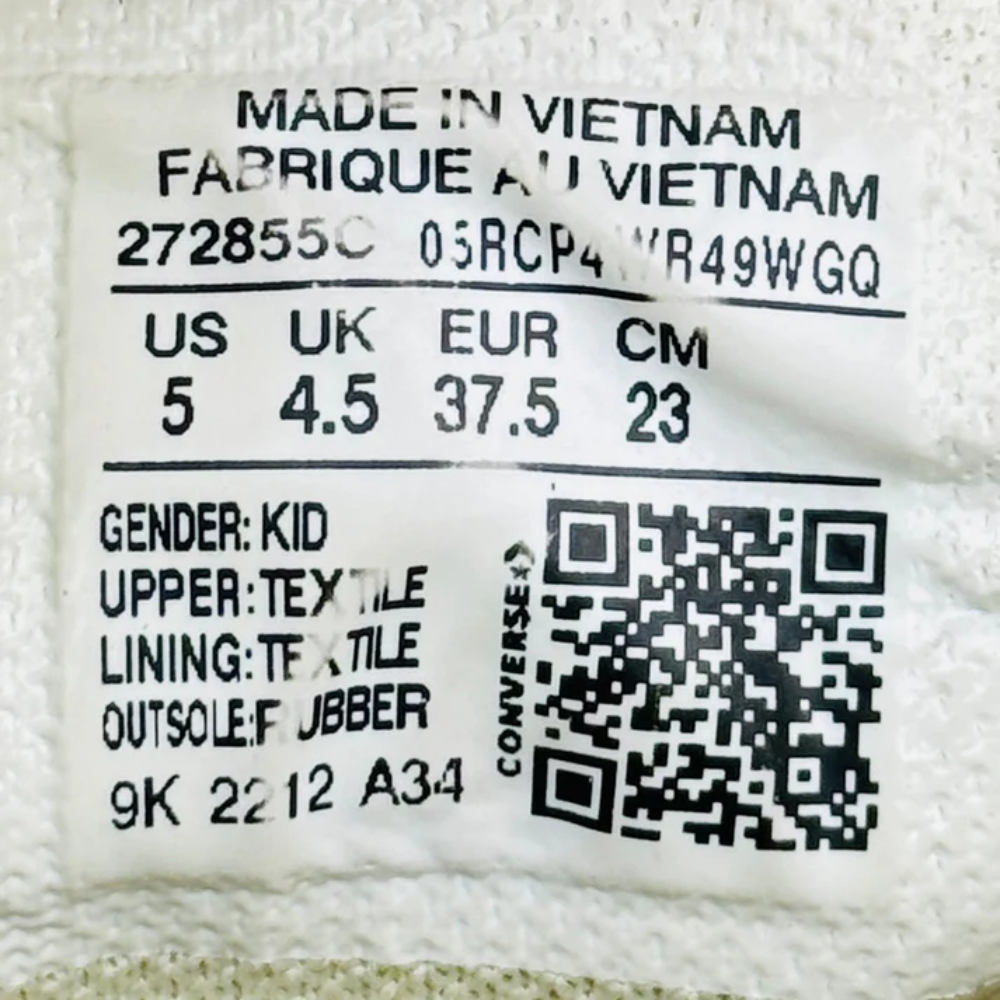 MADE IN VIETNAM
FABRIQUE AU VIETNAM
272855C
US UK EUR CM
5 4.5 37.5 23
GENDER: KID
UPPER: TEXTILE
LINING: TEXTILE
OUTSOLE: RUBBER
9K 2212 A34
CONVERSE